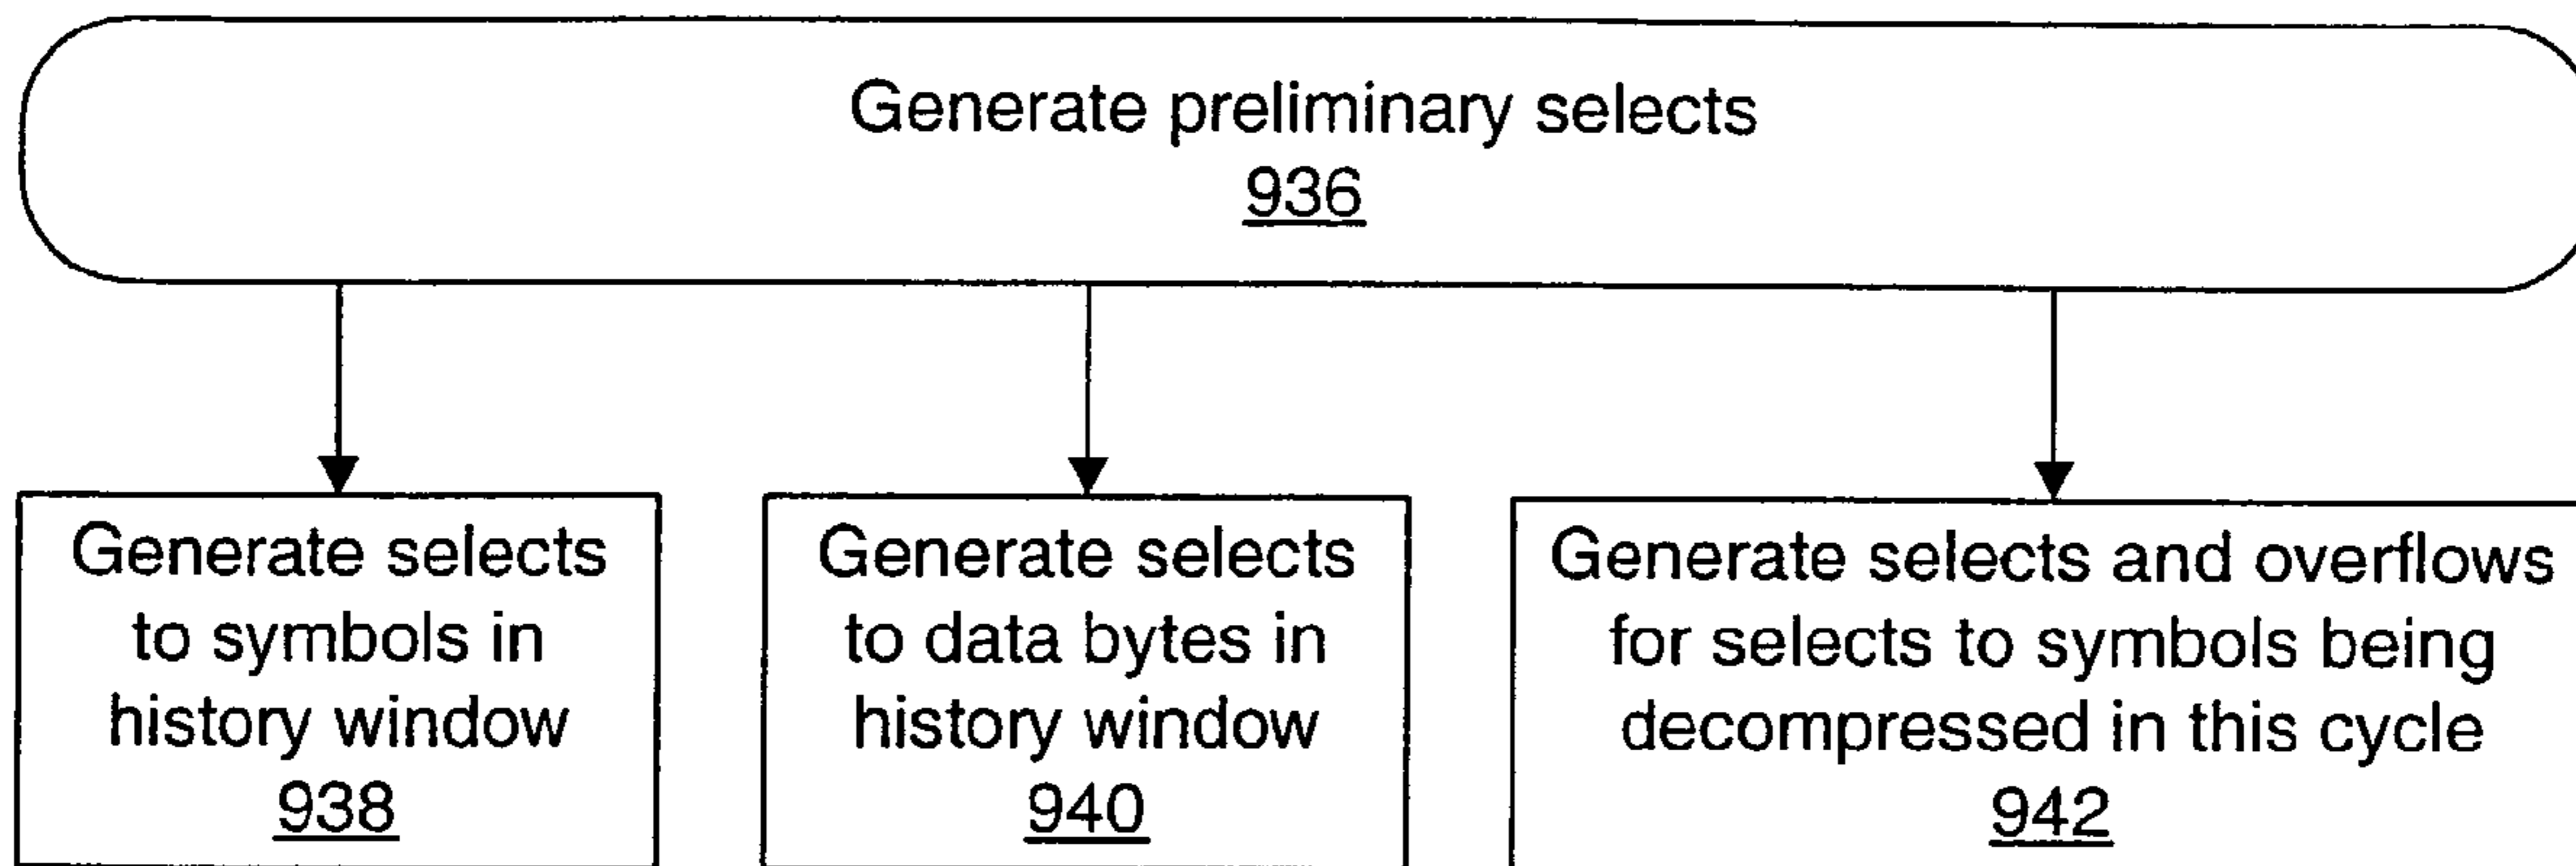 Generate preliminary selects
936
Generate selects
to symbols in
history window
938
Generate selects
to data bytes in
history window
940
Generate selects and overflows
for selects to symbols being
decompressed in this cycle
942